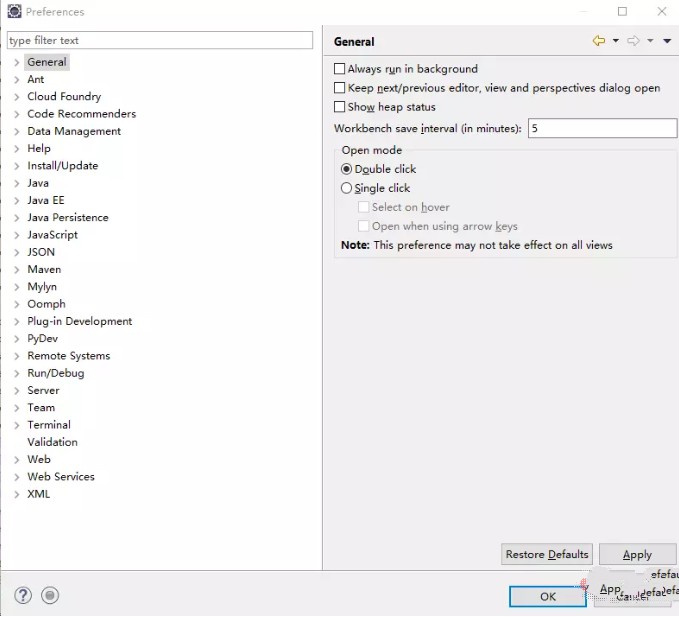 Preferences
type filter text
General
Ant
Cloud Foundry
Code Recommenders
Data Management
Help
Install/Update
Java
Java EE
Java Persistence
JavaScript
JSON
Maven
Mylyn
Oomph
Plug-in Development
PyDev
Remote Systems
Run/Debug
Server
Team
Terminal
Validation
Web
Web Services
XML
General
Always run in background
Keep next/previous editor, view and perspectives dialog open
Show heap status
Workbench save interval (in minutes): 5
Open mode
Double click
Single click
Select on hover
Open when using arrow keys
Note: This preference may not take effect on all views
Restore Defaults Apply
OK
App